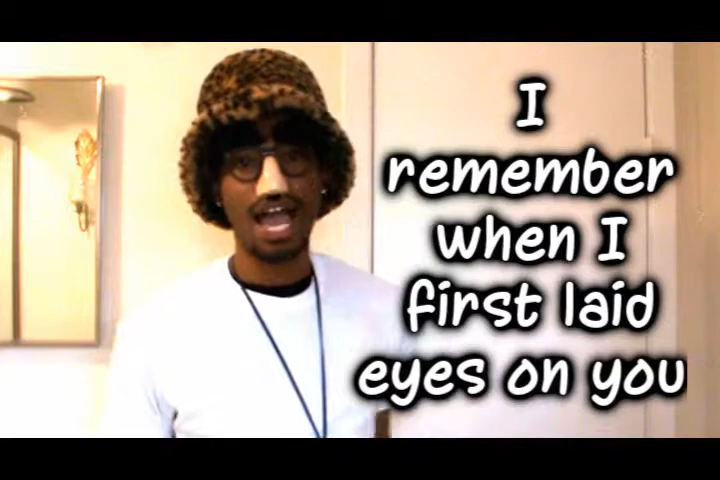 I
remember
when I
first laid
eyes on you